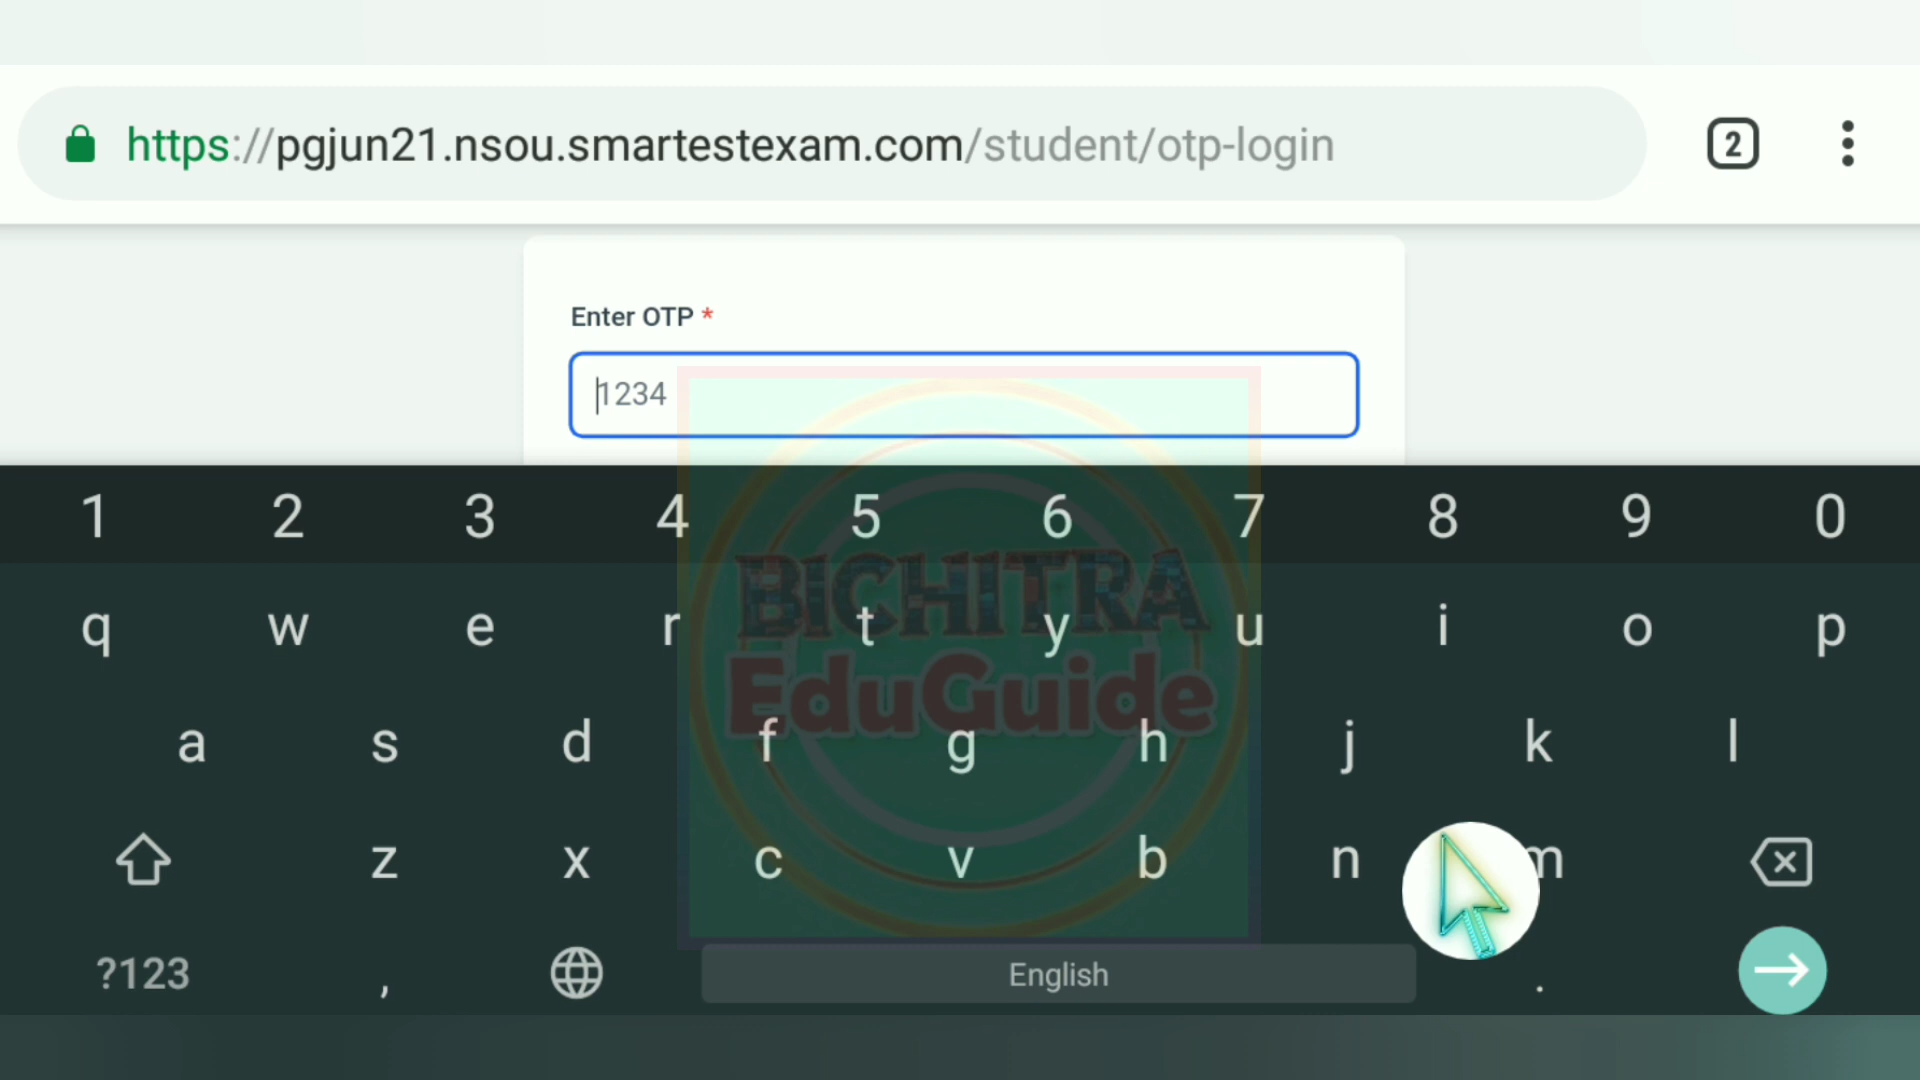 https://pgjun21.nsou.smartestexam.com/student/otp-login
2
Enter OTP *
1234
1 2 3 4 5 6 7 8 9 0
q w e r t y u i o p
BICHITRA
EduGuide
a s d f g h j k l
z x c v b n m
?123 , English .